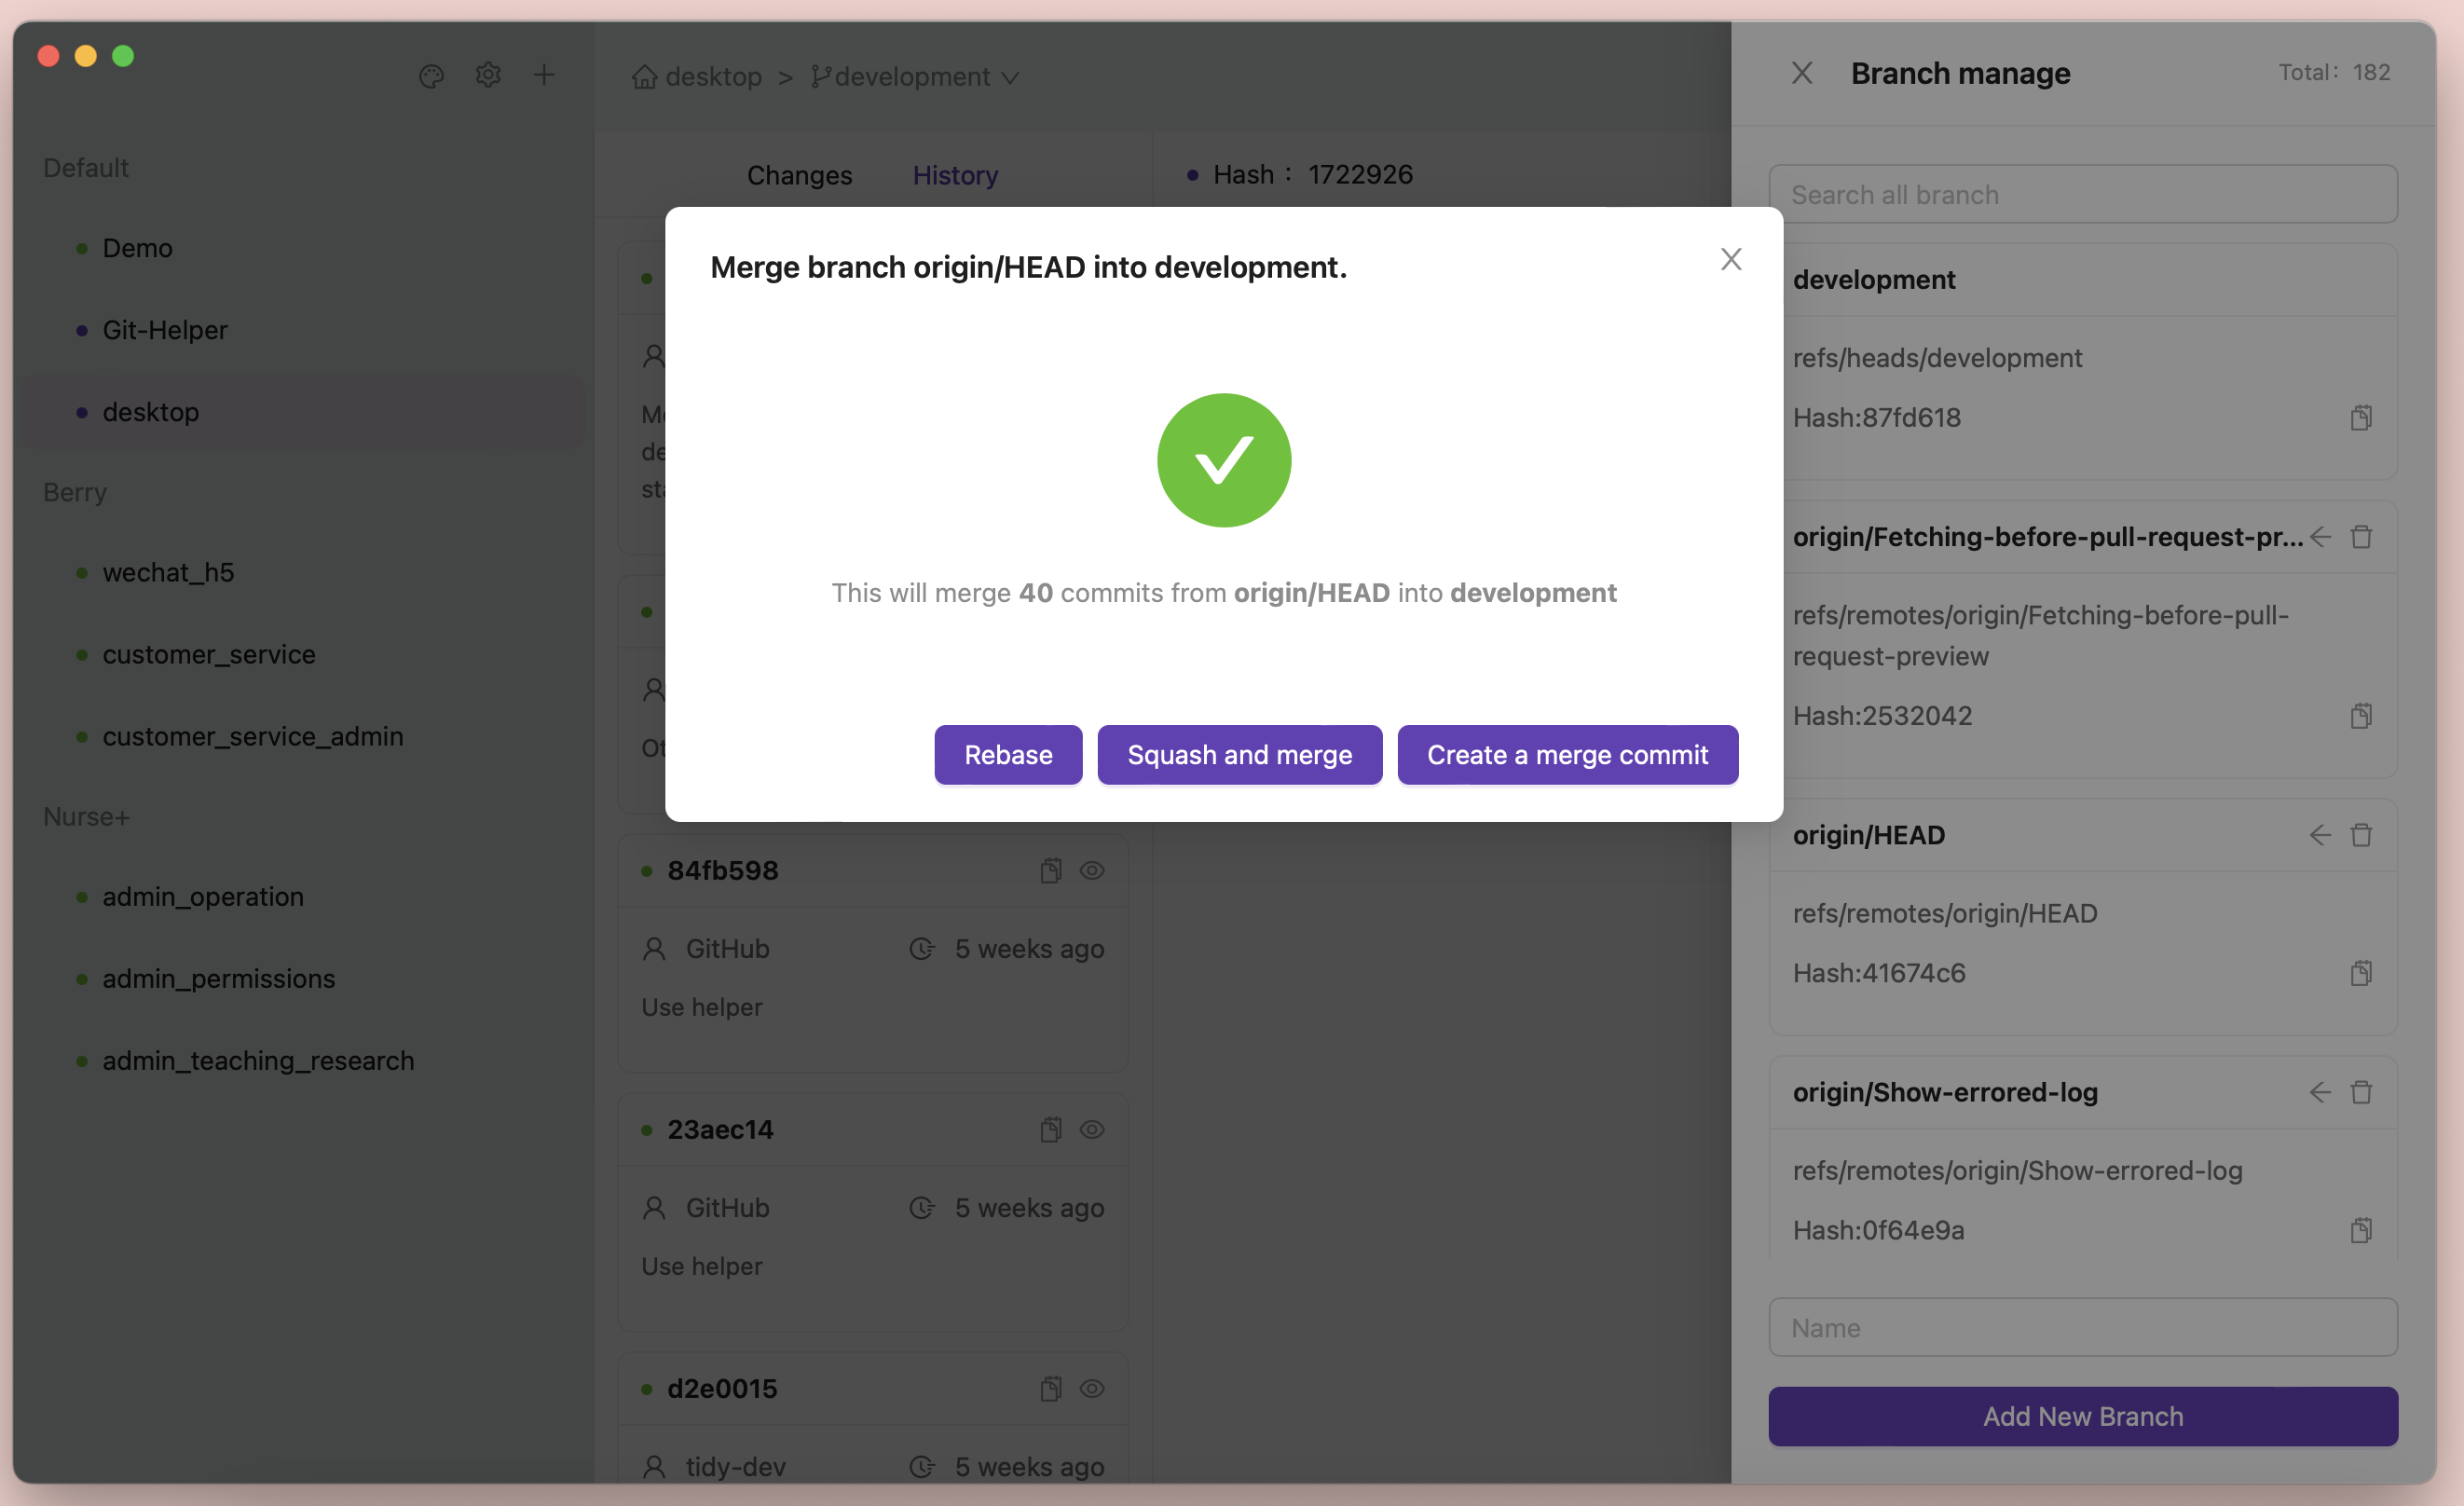 Default
Demo
Git-Helper
desktop
Berry
wechat_h5
customer_service
customer_service_admin
Nurse+
admin_operation
admin_permissions
admin_teaching_research
desktop > development
Changes History
Hash： 1722926
84fb598
GitHub 5 weeks ago
Use helper
23aec14
GitHub 5 weeks ago
Use helper
d2e0015
tidy-dev 5 weeks ago
Merge branch origin/HEAD into development.
This will merge 40 commits from origin/HEAD into development
Rebase Squash and merge Create a merge commit
Branch manage Total：182
Search all branch
development
refs/heads/development
Hash:87fd618
origin/Fetching-before-pull-request-pr...
refs/remotes/origin/Fetching-before-pull-
request-preview
Hash:2532042
origin/HEAD
refs/remotes/origin/HEAD
Hash:41674c6
origin/Show-errored-log
refs/remotes/origin/Show-errored-log
Hash:0f64e9a
Name
Add New Branch